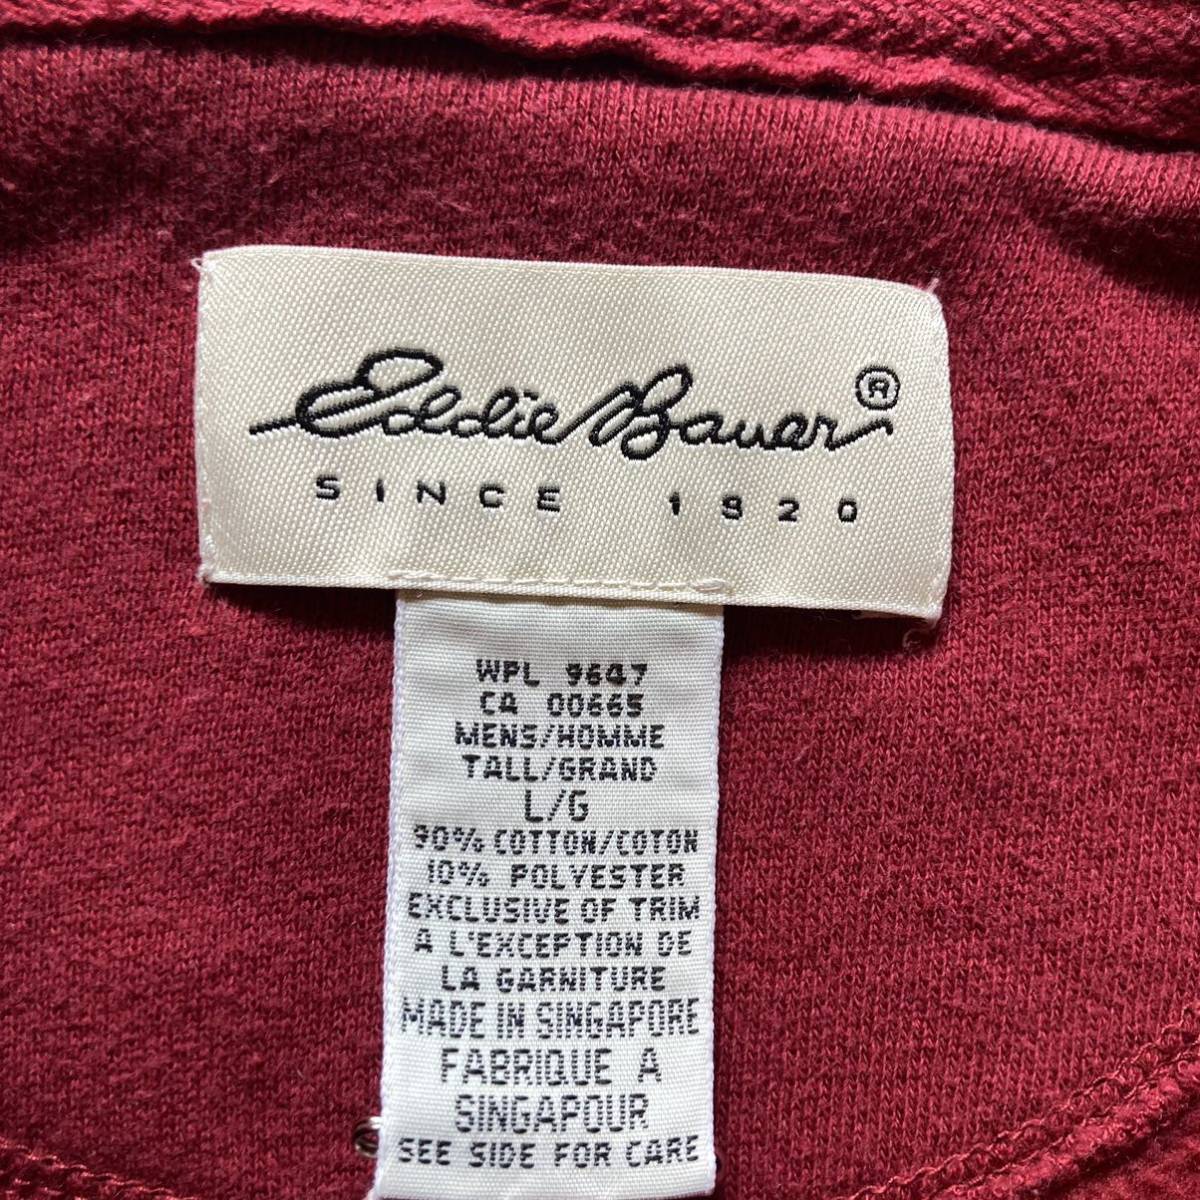 Eddie Bauer ®
SINCE 1920
WPL 9647
CA 00665
MENS/HOMME
TALL/GRAND
L/G
90% COTTON/COTON
10% POLYESTER
EXCLUSIVE OF TRIM
A L'EXCEPTION DE
LA GARNITURE
MADE IN SINGAPORE
FABRIQUE A
SINGAPOUR
SEE SIDE FOR CARE